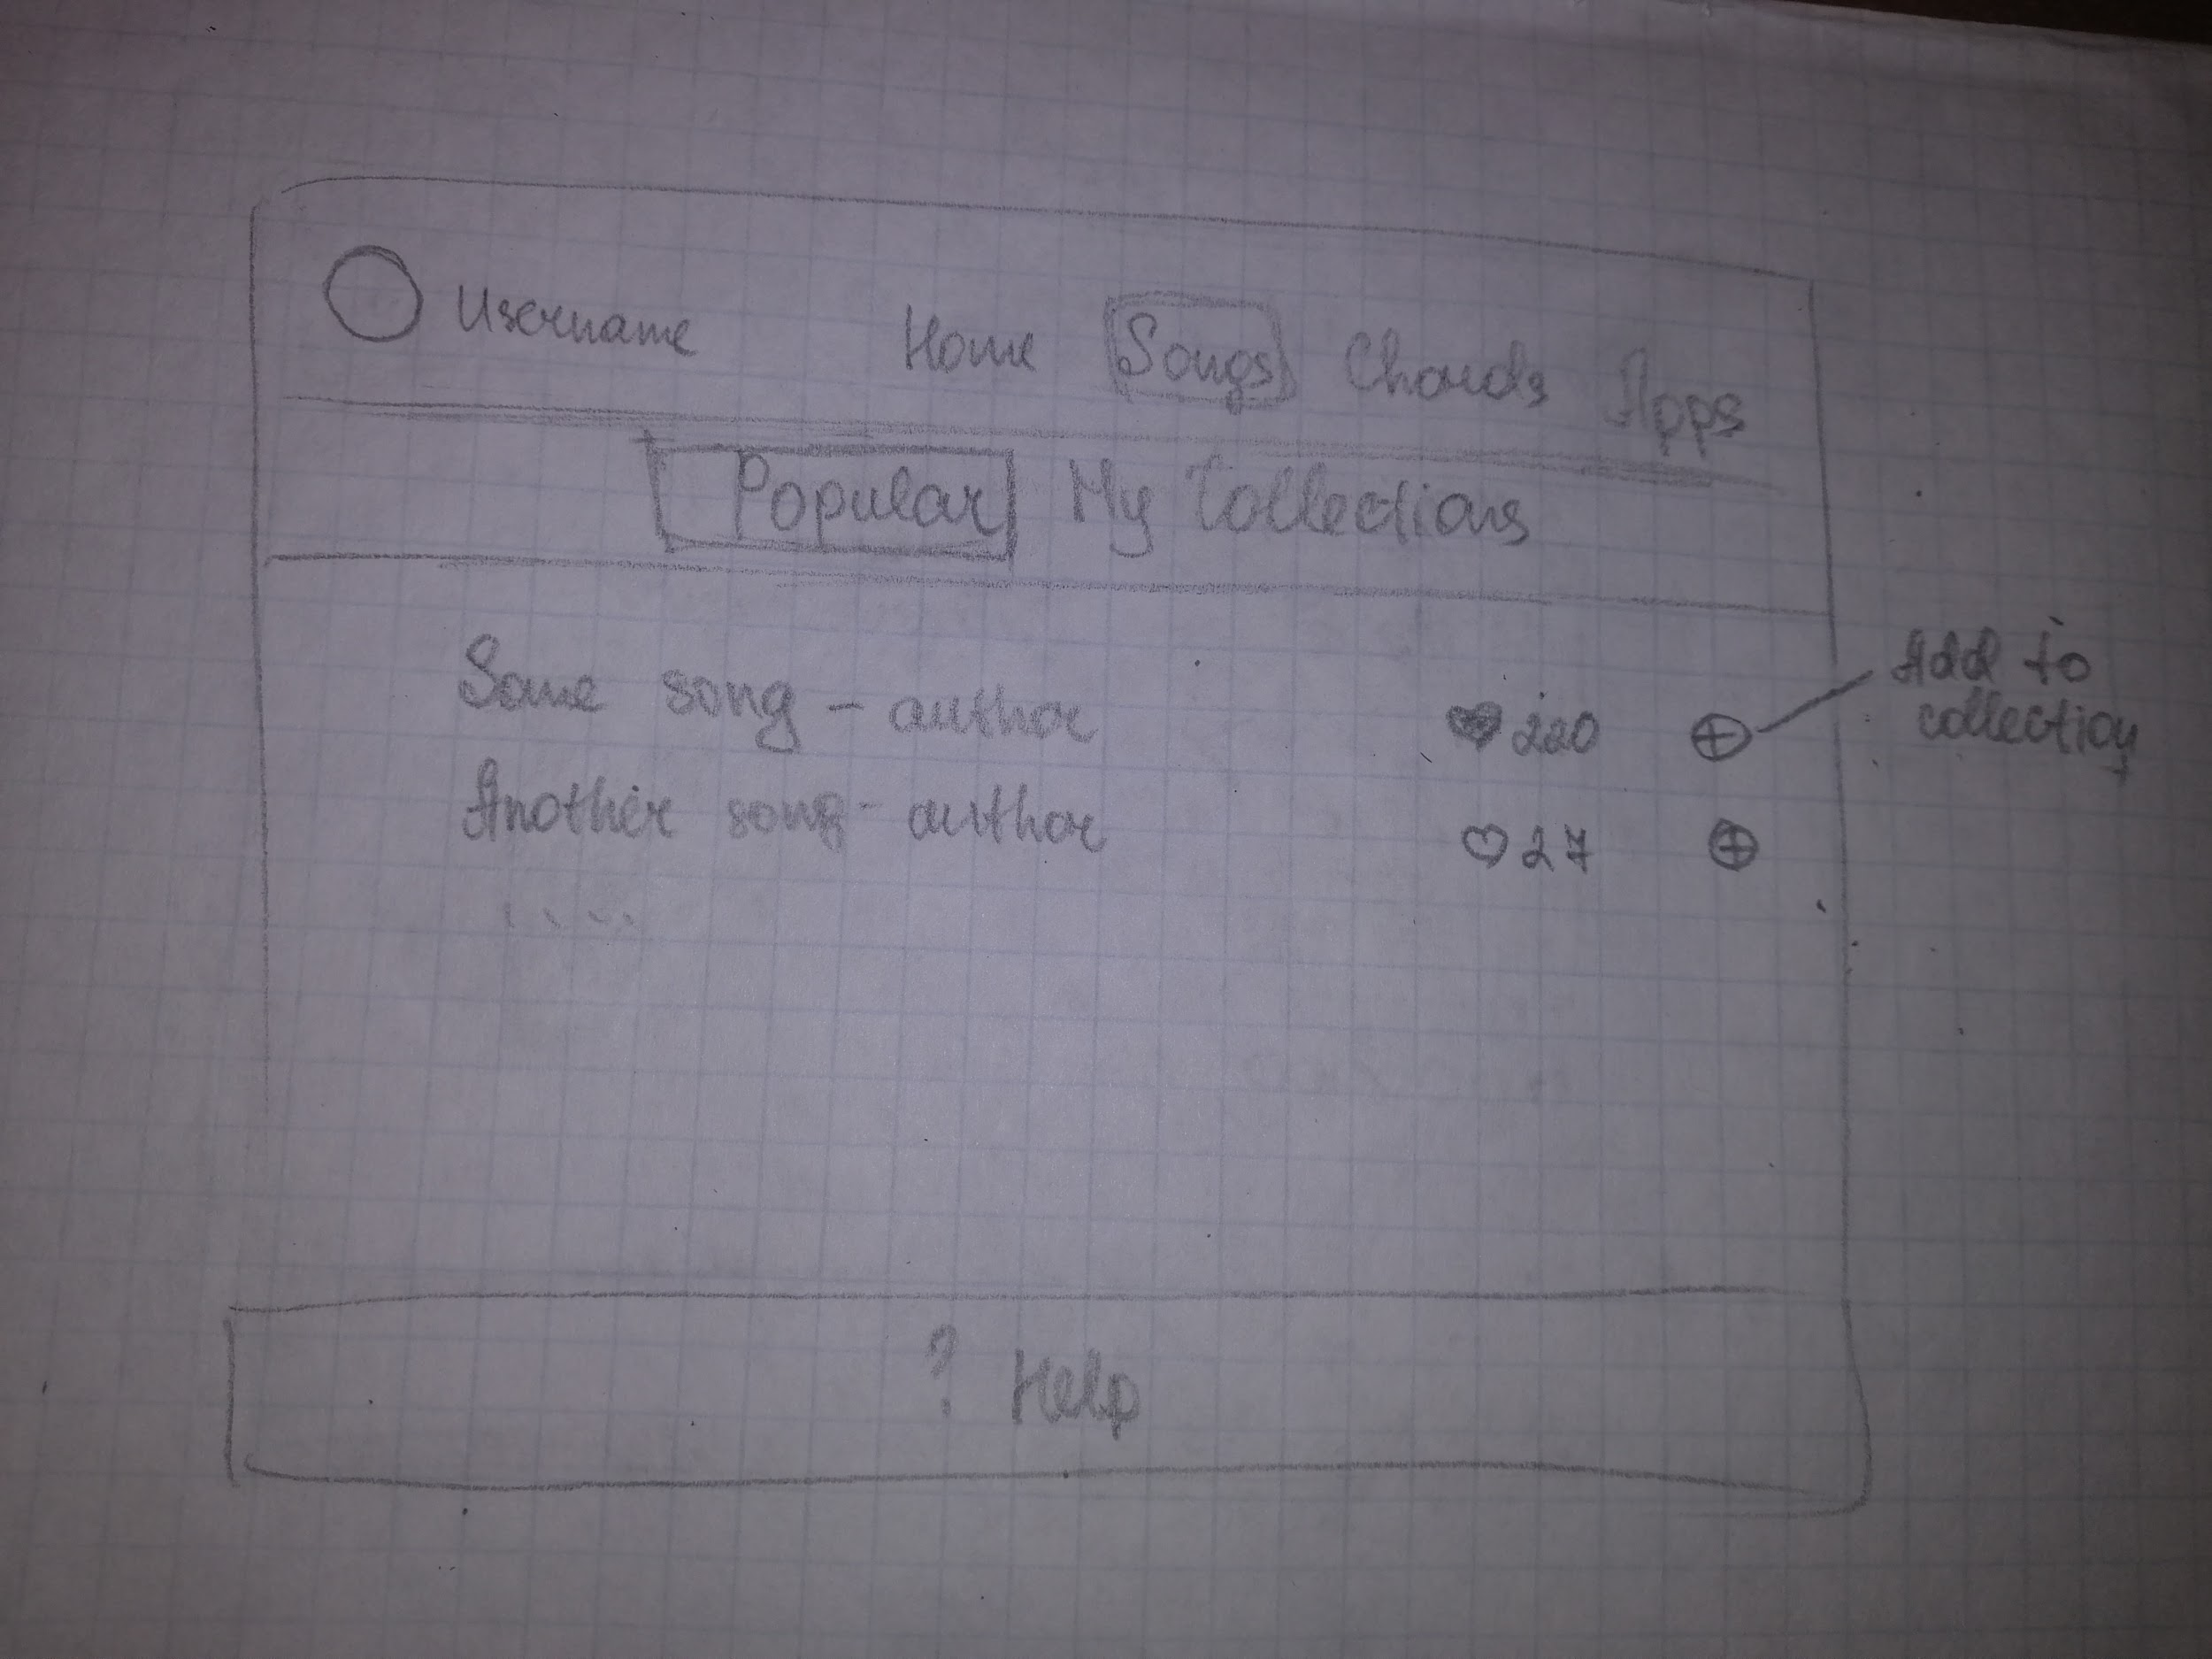 Username Home Songs Chords Apps
Popular My Collections
Some song - author 220
Add to
collection
Another song - author 27
.....
? Help